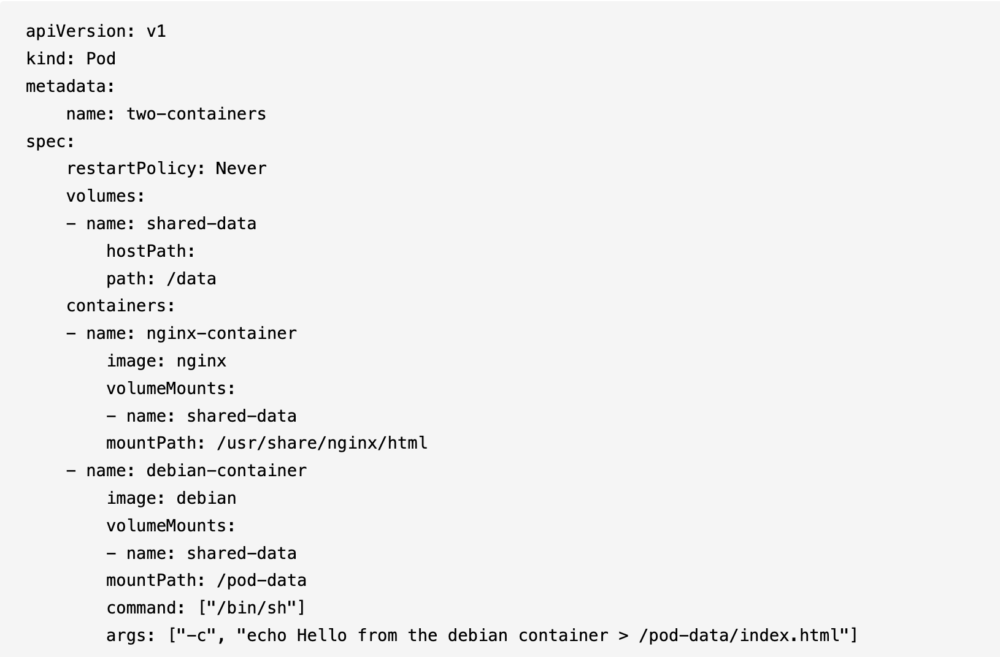 apiVersion: v1
kind: Pod
metadata:
    name: two-containers
spec:
    restartPolicy: Never
    volumes:
    - name: shared-data
        hostPath:
        path: /data
    containers:
    - name: nginx-container
        image: nginx
        volumeMounts:
        - name: shared-data
        mountPath: /usr/share/nginx/html
    - name: debian-container
        image: debian
        volumeMounts:
        - name: shared-data
        mountPath: /pod-data
        command: ["/bin/sh"]
        args: ["-c", "echo Hello from the debian container > /pod-data/index.html"]